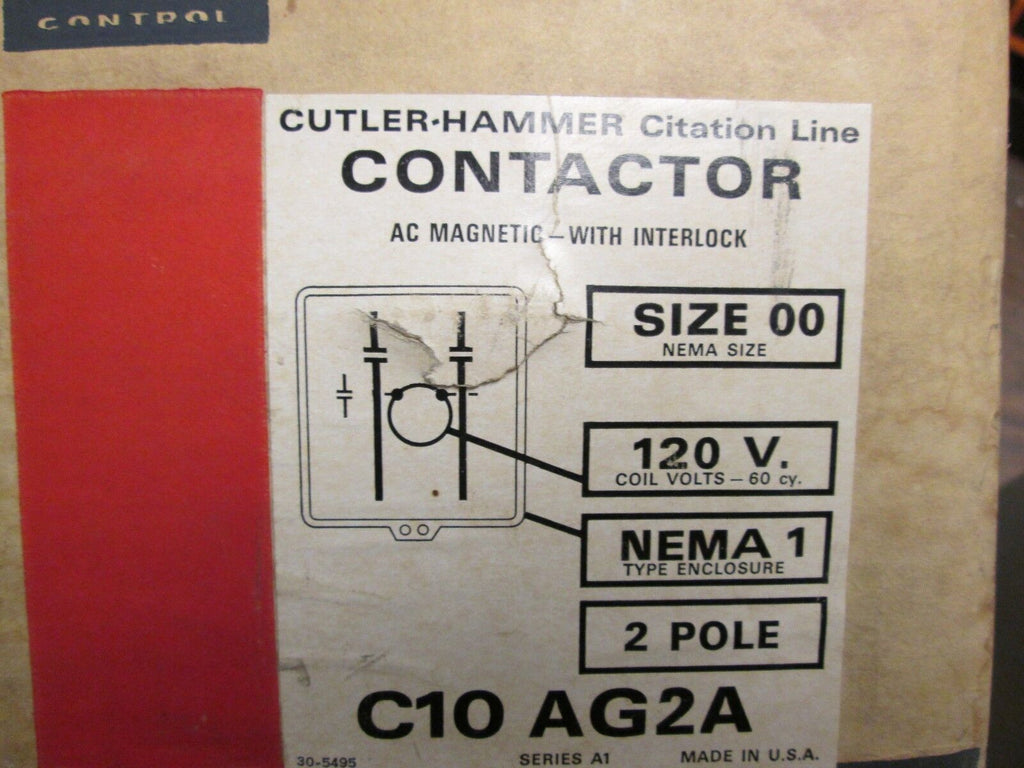 CONTROL
CUTLER-HAMMER Citation Line
CONTACTOR
AC MAGNETIC – WITH INTERLOCK
SIZE 00
NEMA SIZE
120 V.
COIL VOLTS – 60 cy.
NEMA 1
TYPE ENCLOSURE
2 POLE
C10 AG2A
30-5495 SERIES A1 MADE IN U.S.A.